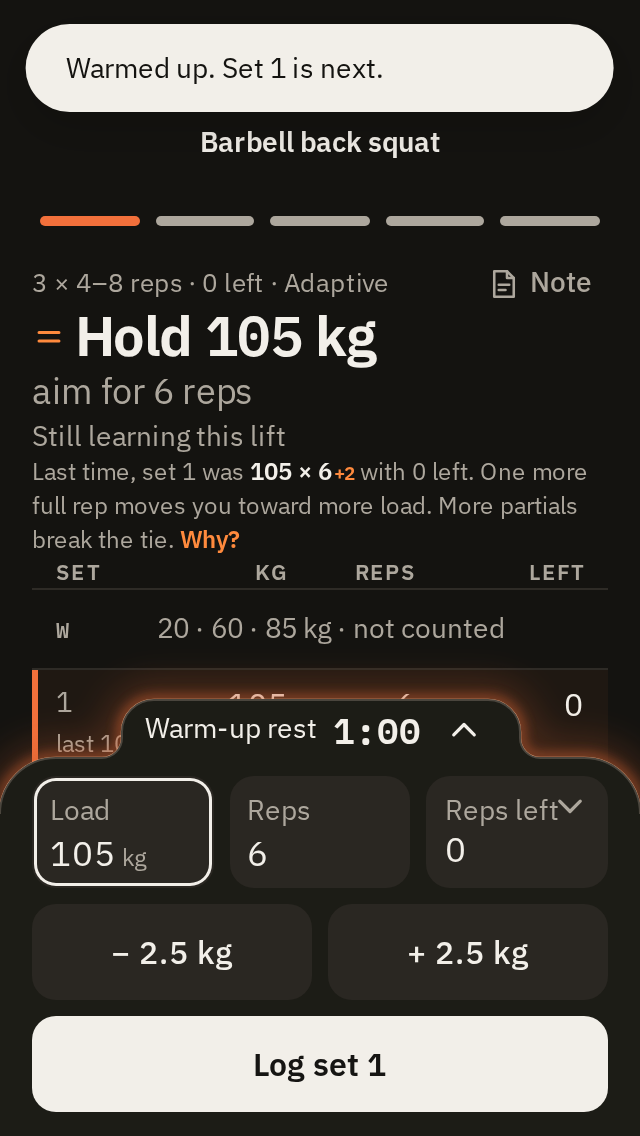 Warmed up. Set 1 is next.
Barbell back squat
3 × 4–8 reps · 0 left · Adaptive
Note
= Hold 105 kg
aim for 6 reps
Still learning this lift
Last time, set 1 was 105 × 6 +2 with 0 left. One more
full rep moves you toward more load. More partials
break the tie. Why?
SET KG REPS LEFT
W 20 · 60 · 85 kg · not counted
1 105 6 0
last 10
Warm-up rest 1:00
Load Reps Reps left
105 kg 6 0
− 2.5 kg + 2.5 kg
Log set 1